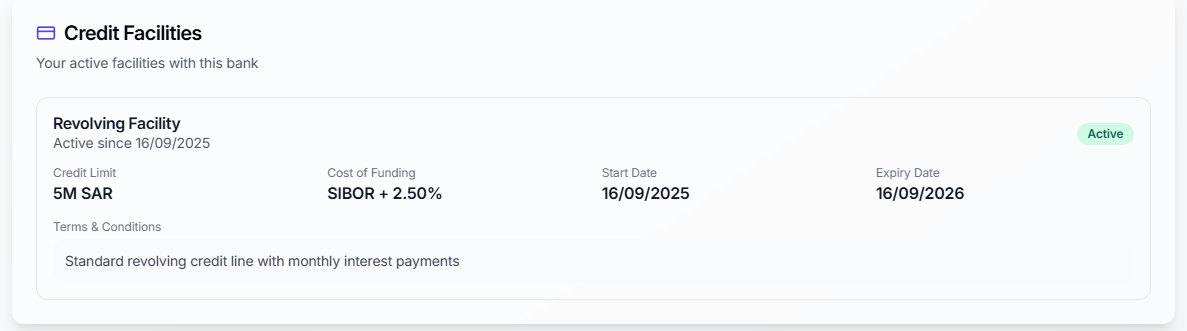 Credit Facilities
Your active facilities with this bank
Revolving Facility
Active since 16/09/2025
Active
Credit Limit
5M SAR
Cost of Funding
SIBOR + 2.50%
Start Date
16/09/2025
Expiry Date
16/09/2026
Terms & Conditions
Standard revolving credit line with monthly interest payments